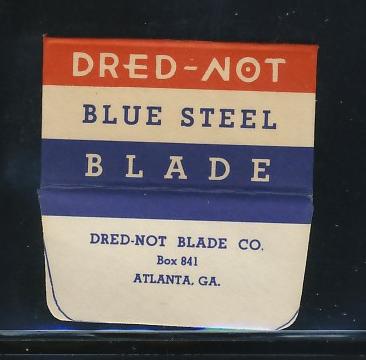 DRED-NOT
BLUE STEEL
BLADE
DRED-NOT BLADE CO.
Box 841
ATLANTA, GA.